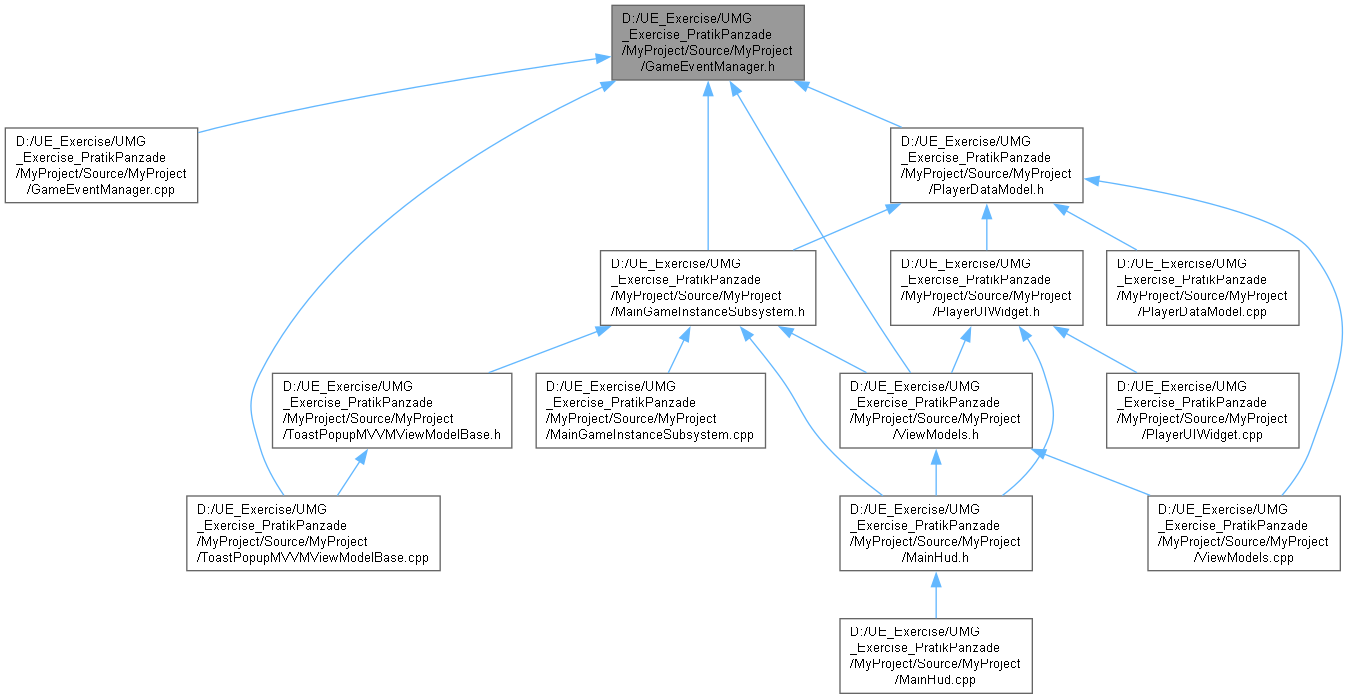 D:/UE_Exercise/UMG
_Exercise_PratikPanzade
/MyProject/Source/MyProject
/GameEventManager.h
D:/UE_Exercise/UMG
_Exercise_PratikPanzade
/MyProject/Source/MyProject
/GameEventManager.cpp
D:/UE_Exercise/UMG
_Exercise_PratikPanzade
/MyProject/Source/MyProject
/PlayerDataModel.h
D:/UE_Exercise/UMG
_Exercise_PratikPanzade
/MyProject/Source/MyProject
/MainGameInstanceSubsystem.h
D:/UE_Exercise/UMG
_Exercise_PratikPanzade
/MyProject/Source/MyProject
/PlayerUIWidget.h
D:/UE_Exercise/UMG
_Exercise_PratikPanzade
/MyProject/Source/MyProject
/PlayerDataModel.cpp
D:/UE_Exercise/UMG
_Exercise_PratikPanzade
/MyProject/Source/MyProject
/ToastPopupMVVMViewModelBase.h
D:/UE_Exercise/UMG
_Exercise_PratikPanzade
/MyProject/Source/MyProject
/MainGameInstanceSubsystem.cpp
D:/UE_Exercise/UMG
_Exercise_PratikPanzade
/MyProject/Source/MyProject
/ViewModels.h
D:/UE_Exercise/UMG
_Exercise_PratikPanzade
/MyProject/Source/MyProject
/PlayerUIWidget.cpp
D:/UE_Exercise/UMG
_Exercise_PratikPanzade
/MyProject/Source/MyProject
/ToastPopupMVVMViewModelBase.cpp
D:/UE_Exercise/UMG
_Exercise_PratikPanzade
/MyProject/Source/MyProject
/MainHud.h
D:/UE_Exercise/UMG
_Exercise_PratikPanzade
/MyProject/Source/MyProject
/ViewModels.cpp
D:/UE_Exercise/UMG
_Exercise_PratikPanzade
/MyProject/Source/MyProject
/MainHud.cpp